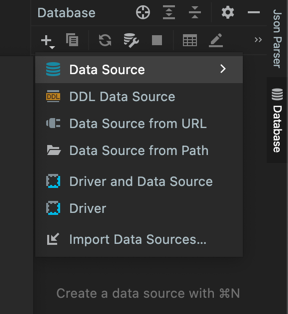 Database
Json Parser
Data Source
DDL
DDL Data Source
Data Source from URL
Data Source from Path
Database
Driver and Data Source
Driver
Import Data Sources...
Create a data source with ⌘N